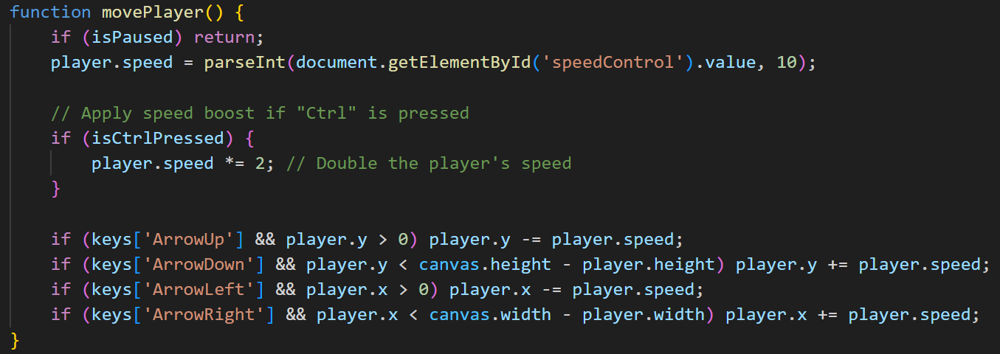 function movePlayer() {
    if (isPaused) return;
    player.speed = parseInt(document.getElementById('speedControl').value, 10);

    // Apply speed boost if "Ctrl" is pressed
    if (isCtrlPressed) {
        player.speed *= 2; // Double the player's speed
    }

    if (keys['ArrowUp'] && player.y > 0) player.y -= player.speed;
    if (keys['ArrowDown'] && player.y < canvas.height - player.height) player.y += player.speed;
    if (keys['ArrowLeft'] && player.x > 0) player.x -= player.speed;
    if (keys['ArrowRight'] && player.x < canvas.width - player.width) player.x += player.speed;
}